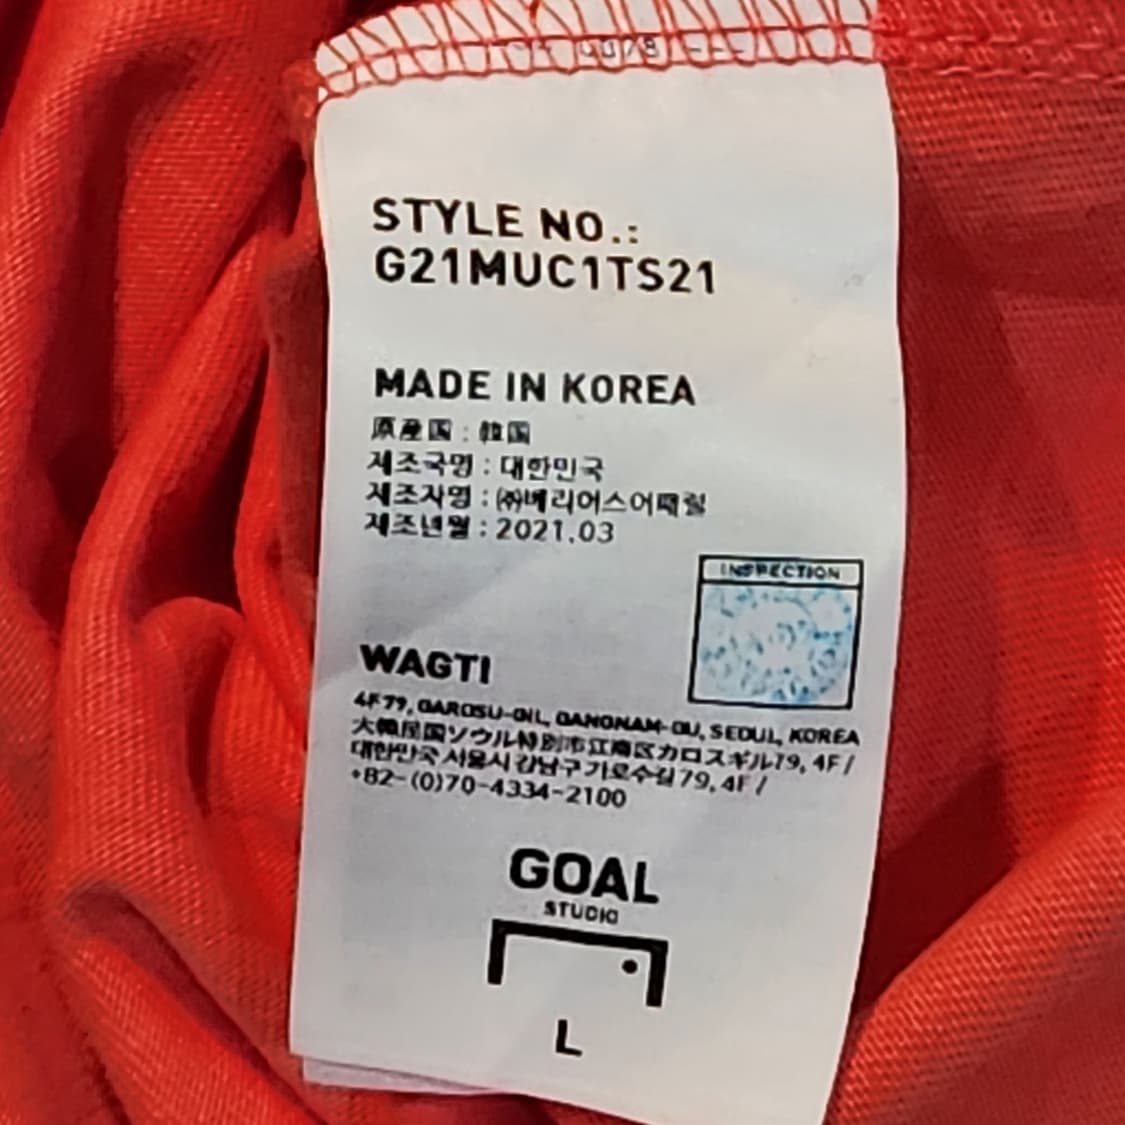 STYLE NO.:
G21MUC1TS21
MADE IN KOREA
原産国 : 韓国
제조국명 : 대한민국
제조자명 : ㈜베리어스어패럴
제조년월 : 2021.03
INSPECTION
WAGTI
4F 79, GAROSU-GIL, GANGNAM-GU, SEOUL, KOREA
大韓民国ソウル特別市江南区カロスギル79, 4F /
대한민국 서울시 강남구 가로수길 79, 4F /
+82-(0)70-4334-2100
GOAL
STUDIO
L